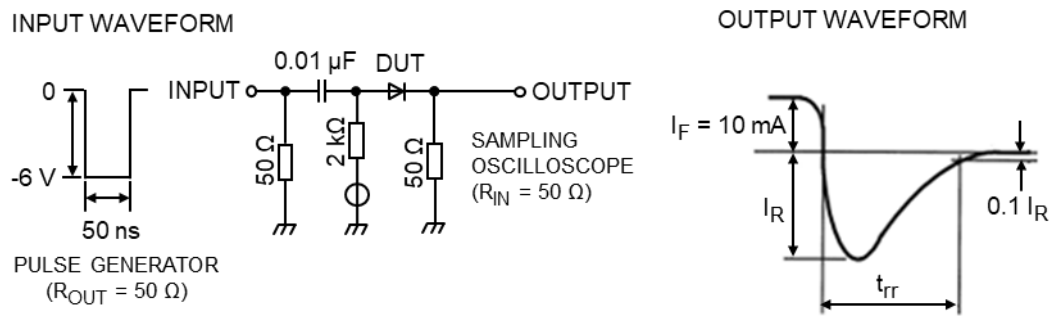 INPUT WAVEFORM
0
-6 V
50 ns
PULSE GENERATOR
(R_OUT = 50 Ω)
INPUT
0.01 µF
DUT
OUTPUT
50 Ω
2 kΩ
50 Ω
SAMPLING
OSCILLOSCOPE
(R_IN = 50 Ω)
OUTPUT WAVEFORM
I_F = 10 mA
I_R
0.1 I_R
t_rr